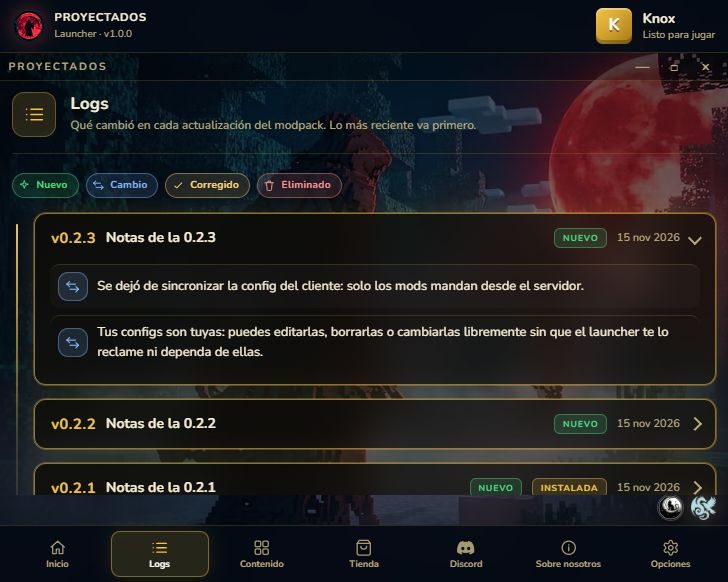 PROYECTADOS
Launcher · v1.0.0
K
Knox
Listo para jugar
PROYECTADOS
Logs
Qué cambió en cada actualización del modpack. Lo más reciente va primero.
Nuevo
Cambio
Corregido
Eliminado
v0.2.3 Notas de la 0.2.3
NUEVO 15 nov 2026
Se dejó de sincronizar la config del cliente: solo los mods mandan desde el servidor.
Tus configs son tuyas: puedes editarlas, borrarlas o cambiarlas libremente sin que el launcher te lo
reclame ni dependa de ellas.
v0.2.2 Notas de la 0.2.2
NUEVO 15 nov 2026
v0.2.1 Notas de la 0.2.1
NUEVO INSTALADA 15 nov 2026
Inicio
Logs
Contenido
Tienda
Discord
Sobre nosotros
Opciones